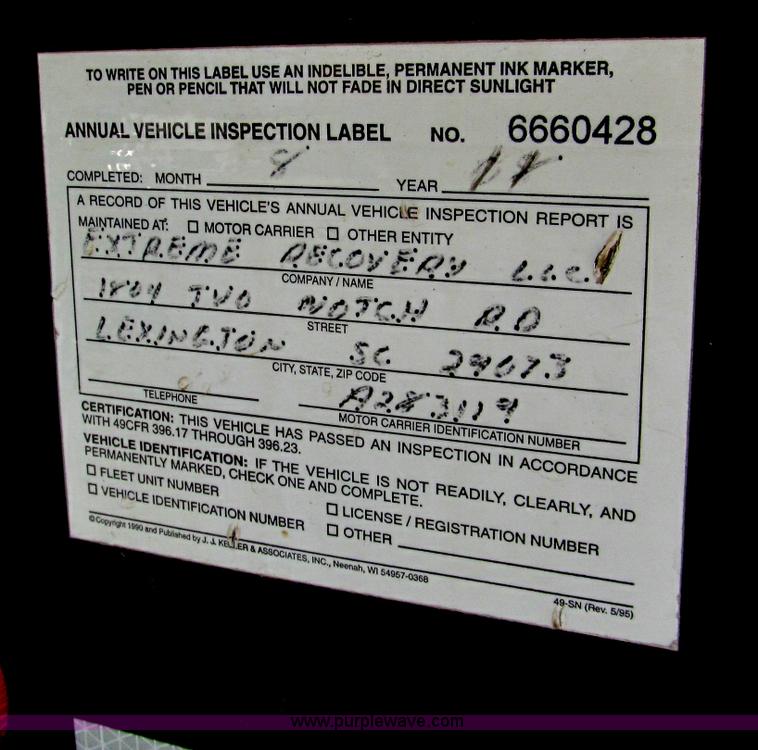 TO WRITE ON THIS LABEL USE AN INDELIBLE, PERMANENT INK MARKER,
PEN OR PENCIL THAT WILL NOT FADE IN DIRECT SUNLIGHT
ANNUAL VEHICLE INSPECTION LABEL NO. 6660428
COMPLETED: MONTH 8 YEAR
A RECORD OF THIS VEHICLE'S ANNUAL VEHICLE INSPECTION REPORT IS
MAINTAINED AT: ☐ MOTOR CARRIER ☐ OTHER ENTITY
EXTREME RECOVERY L.L.C.
COMPANY / NAME
1804 TWO NOTCH RD
STREET
LEXINGTON SC 29073
CITY, STATE, ZIP CODE
A283119
TELEPHONE MOTOR CARRIER IDENTIFICATION NUMBER
CERTIFICATION: THIS VEHICLE HAS PASSED AN INSPECTION IN ACCORDANCE
WITH 49CFR 396.17 THROUGH 396.23.
VEHICLE IDENTIFICATION: IF THE VEHICLE IS NOT READILY, CLEARLY, AND
PERMANENTLY MARKED, CHECK ONE AND COMPLETE.
☐ FLEET UNIT NUMBER ☐ LICENSE / REGISTRATION NUMBER
☐ VEHICLE IDENTIFICATION NUMBER ☐ OTHER
©Copyright 1990 and Published by J. J. KELLER & ASSOCIATES, INC., Neenah, WI 54957-0368
49-SN (Rev. 5/95)
www.purplewave.com